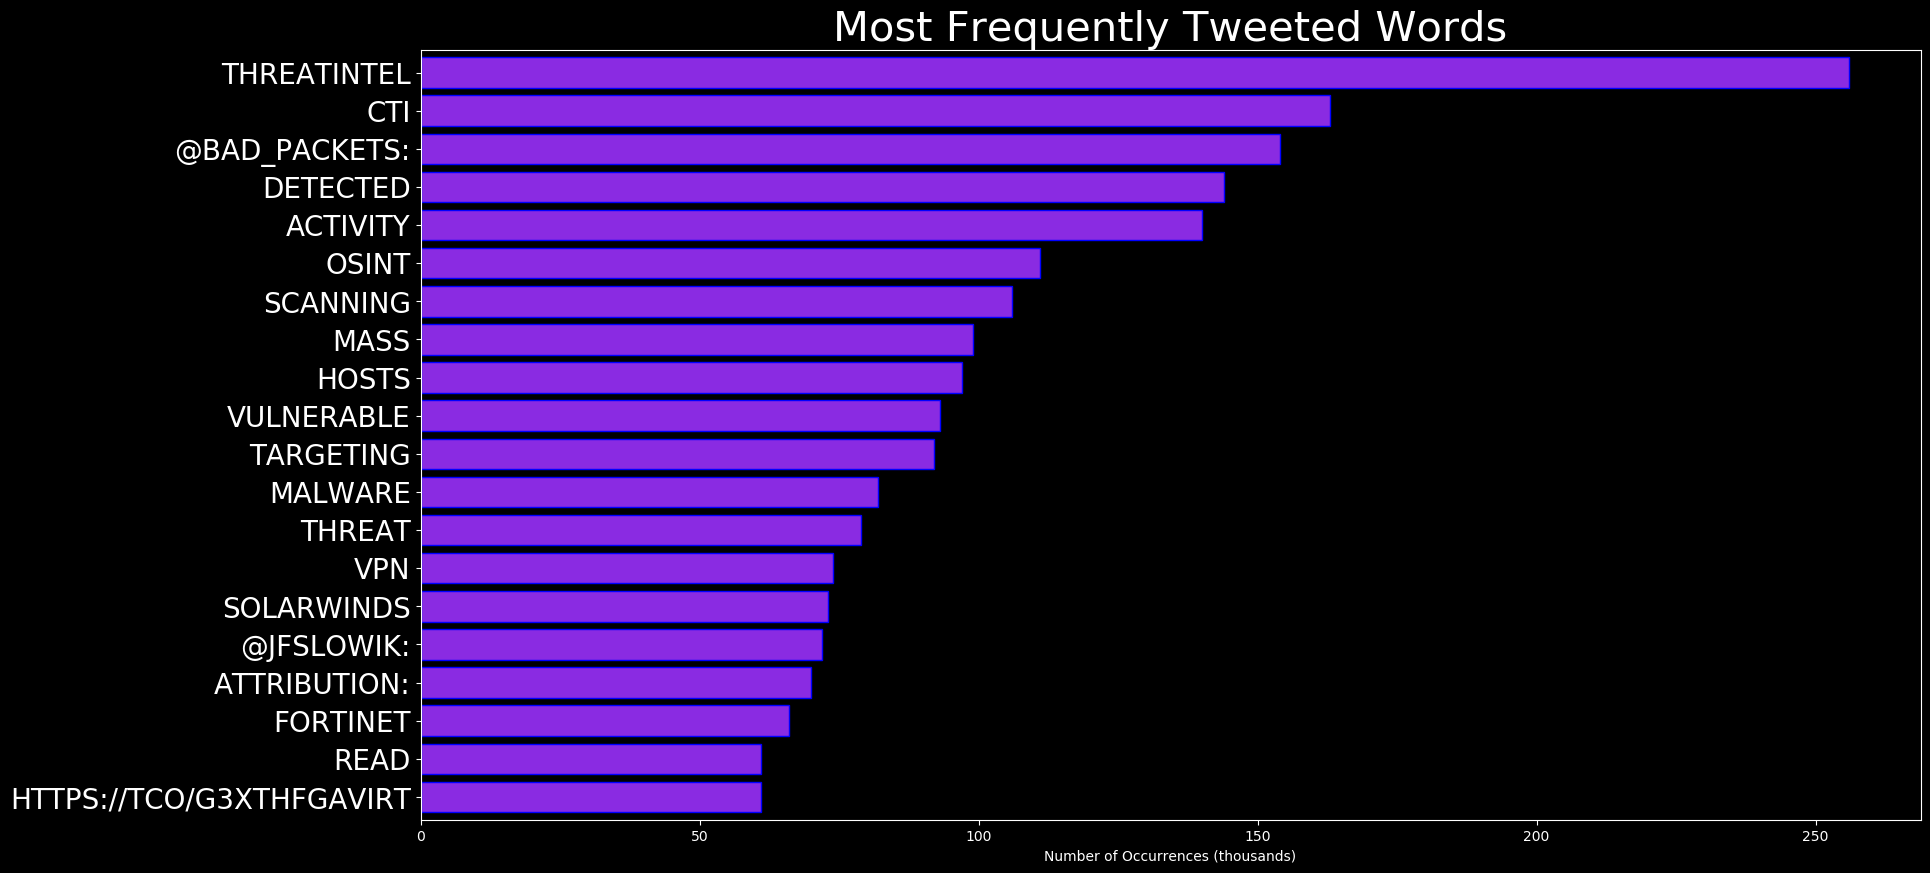 Most Frequently Tweeted Words
THREATINTEL
CTI
@BAD_PACKETS:
DETECTED
ACTIVITY
OSINT
SCANNING
MASS
HOSTS
VULNERABLE
TARGETING
MALWARE
THREAT
VPN
SOLARWINDS
@JFSLOWIK:
ATTRIBUTION:
FORTINET
READ
HTTPS://TCO/G3XTHFGAVIRT
0 50 100 150 200 250
Number of Occurrences (thousands)